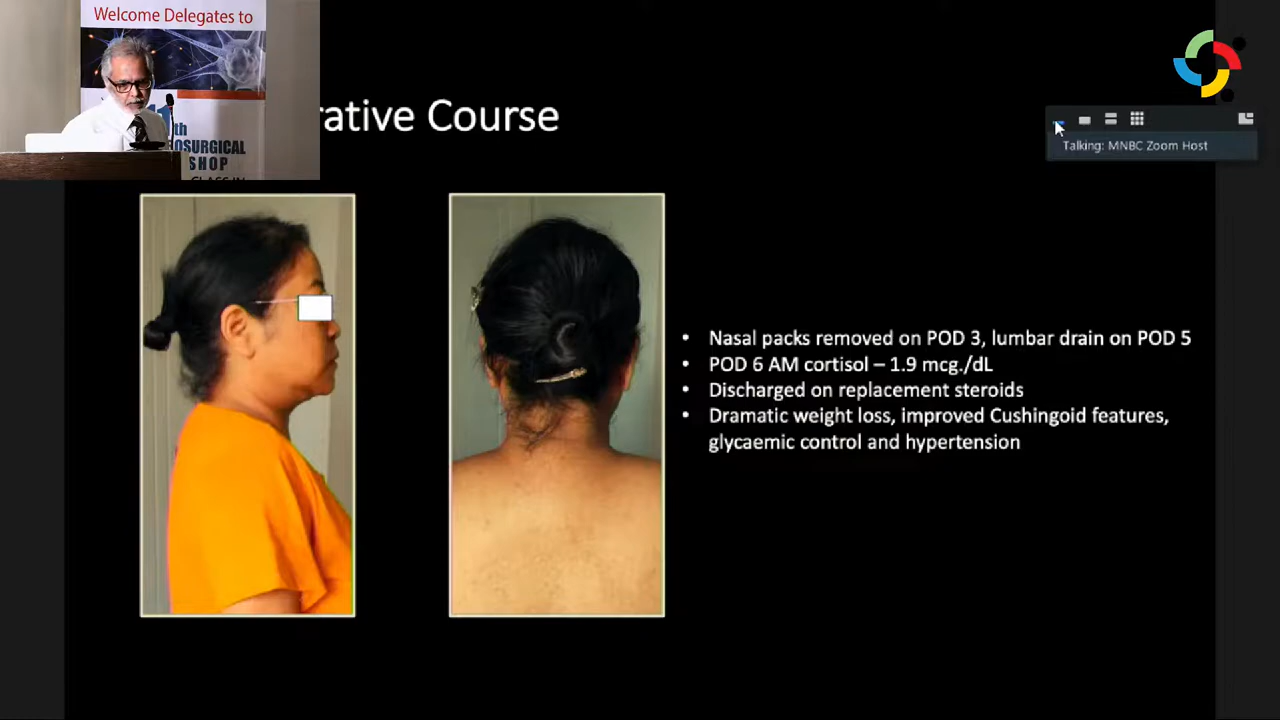 Welcome Delegates to
th
OSURGICAL
SHOP
rative Course
Talking: MNBC Zoom Host
• Nasal packs removed on POD 3, lumbar drain on POD 5
• POD 6 AM cortisol – 1.9 mcg./dL
• Discharged on replacement steroids
• Dramatic weight loss, improved Cushingoid features,
glycaemic control and hypertension